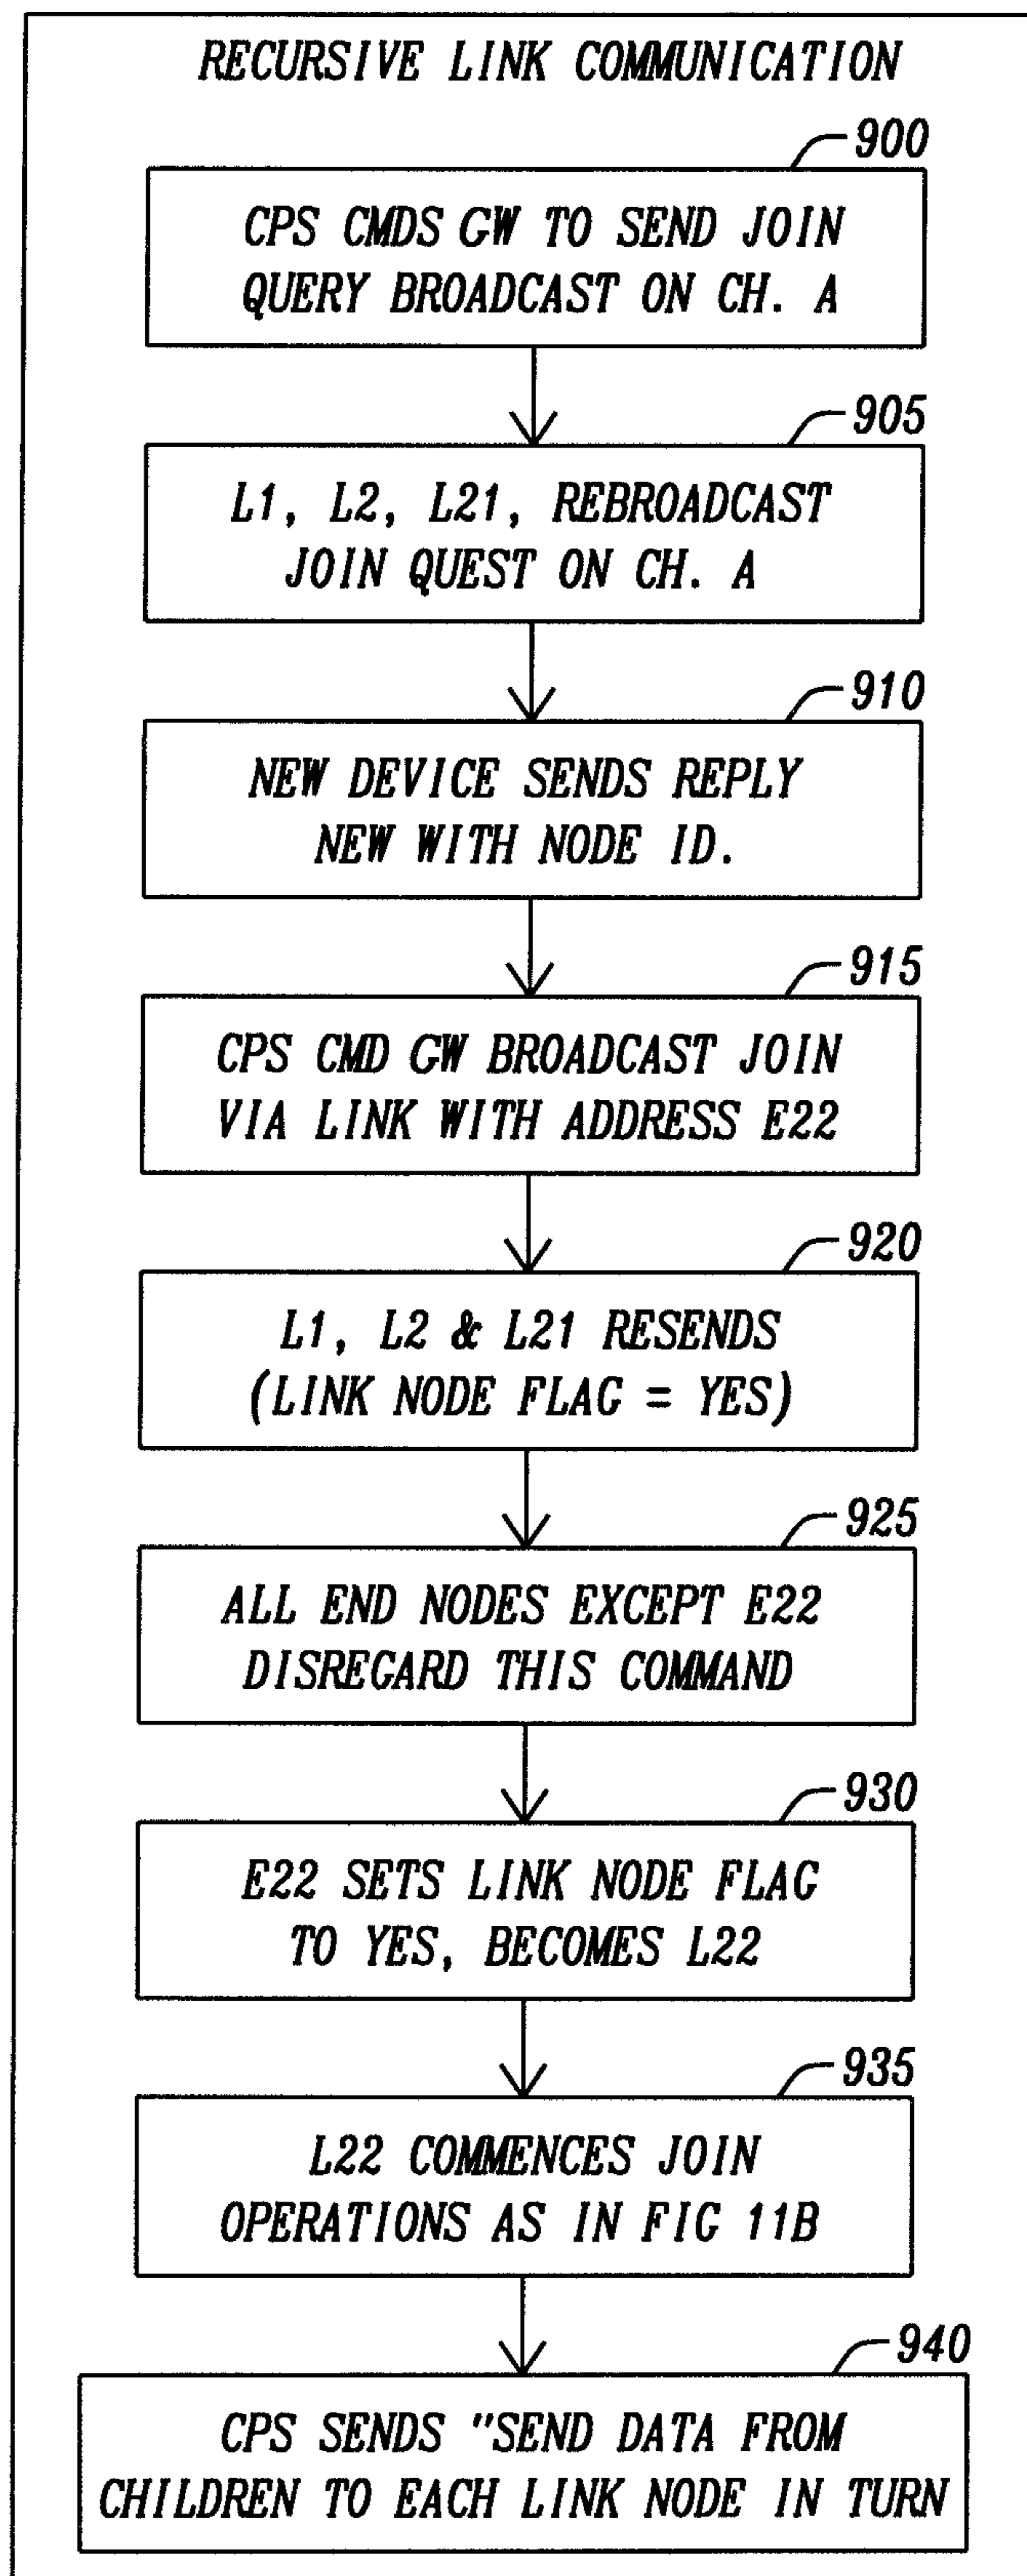 RECURSIVE LINK COMMUNICATION
900
CPS CMDS GW TO SEND JOIN
QUERY BROADCAST ON CH. A
905
L1, L2, L21, REBROADCAST
JOIN QUEST ON CH. A
910
NEW DEVICE SENDS REPLY
NEW WITH NODE ID.
915
CPS CMD GW BROADCAST JOIN
VIA LINK WITH ADDRESS E22
920
L1, L2 & L21 RESENDS
(LINK NODE FLAG = YES)
925
ALL END NODES EXCEPT E22
DISREGARD THIS COMMAND
930
E22 SETS LINK NODE FLAG
TO YES, BECOMES L22
935
L22 COMMENCES JOIN
OPERATIONS AS IN FIG 11B
940
CPS SENDS "SEND DATA FROM
CHILDREN TO EACH LINK NODE IN TURN